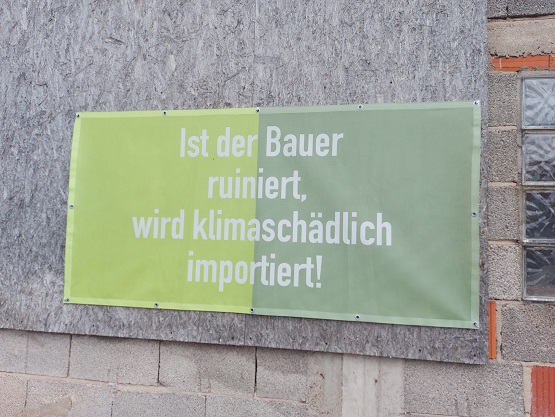 Ist der Bauer
ruiniert,
wird klimaschädlich
importiert!